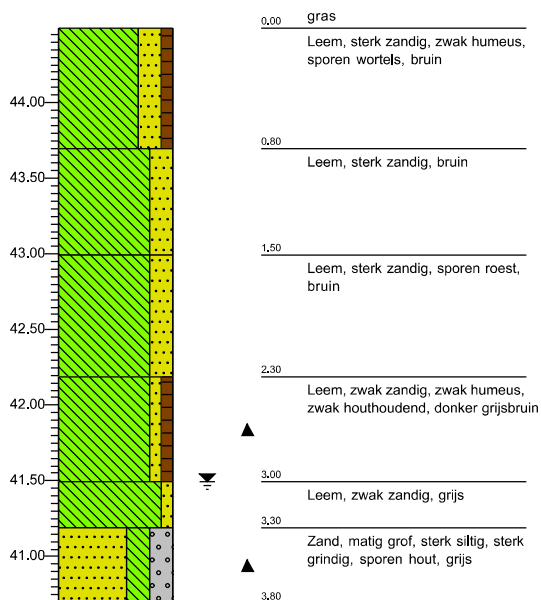 0.00 gras
Leem, sterk zandig, zwak humeus,
sporen wortels, bruin
44.00
0.80
Leem, sterk zandig, bruin
43.50
43.00
1.50
Leem, sterk zandig, sporen roest,
bruin
42.50
2.30
Leem, zwak zandig, zwak humeus,
zwak houthoudend, donker grijsbruin
42.00
41.50
3.00
Leem, zwak zandig, grijs
3.30
Zand, matig grof, sterk siltig, sterk
grindig, sporen hout, grijs
41.00
3.80